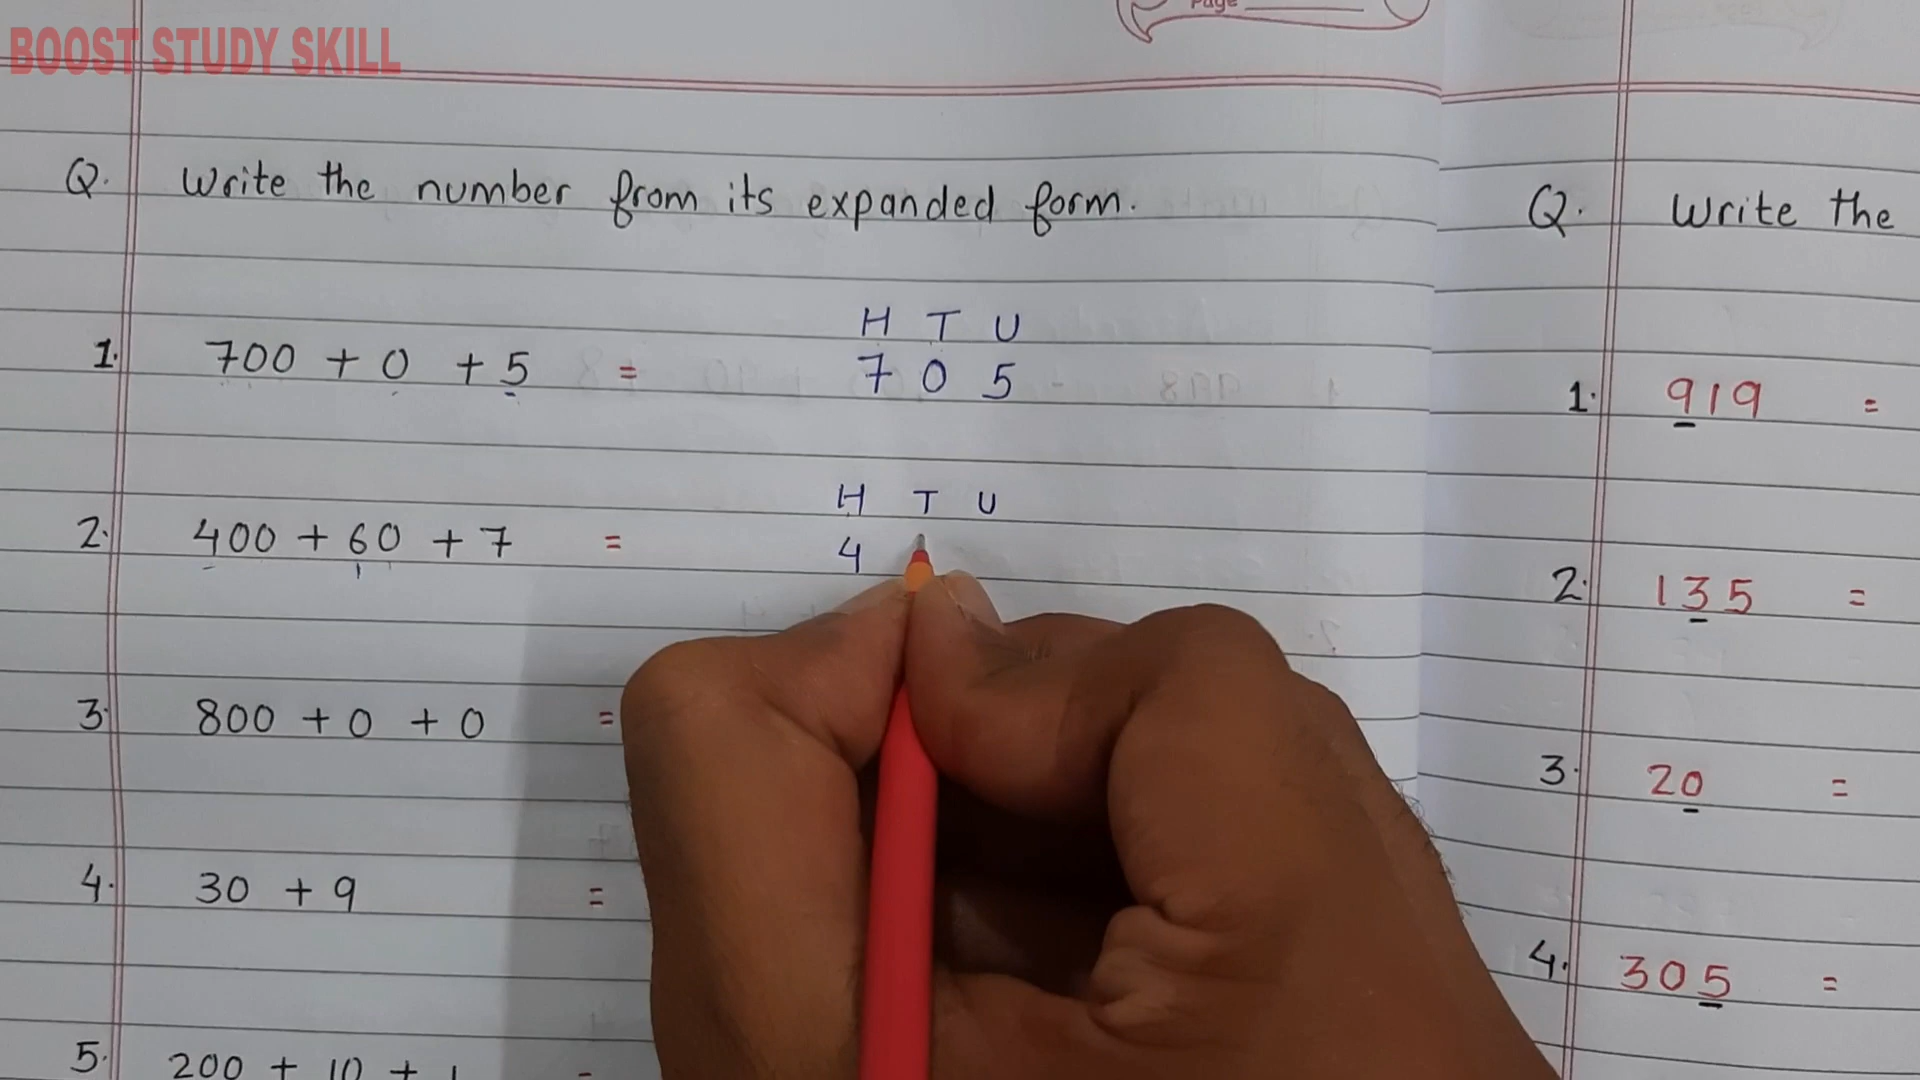 BOOST STUDY SKILL
Page
Q. Write the number from its expanded form.
H T U
1. 700 + 0 + 5 = 7 0 5
H T U
2. 400 + 60 + 7 = 4
3. 800 + 0 + 0 =
4. 30 + 9 =
5. 200 + 10 + 1 =
Q. Write the
1. 919 =
2. 135 =
3. 20 =
4. 305 =